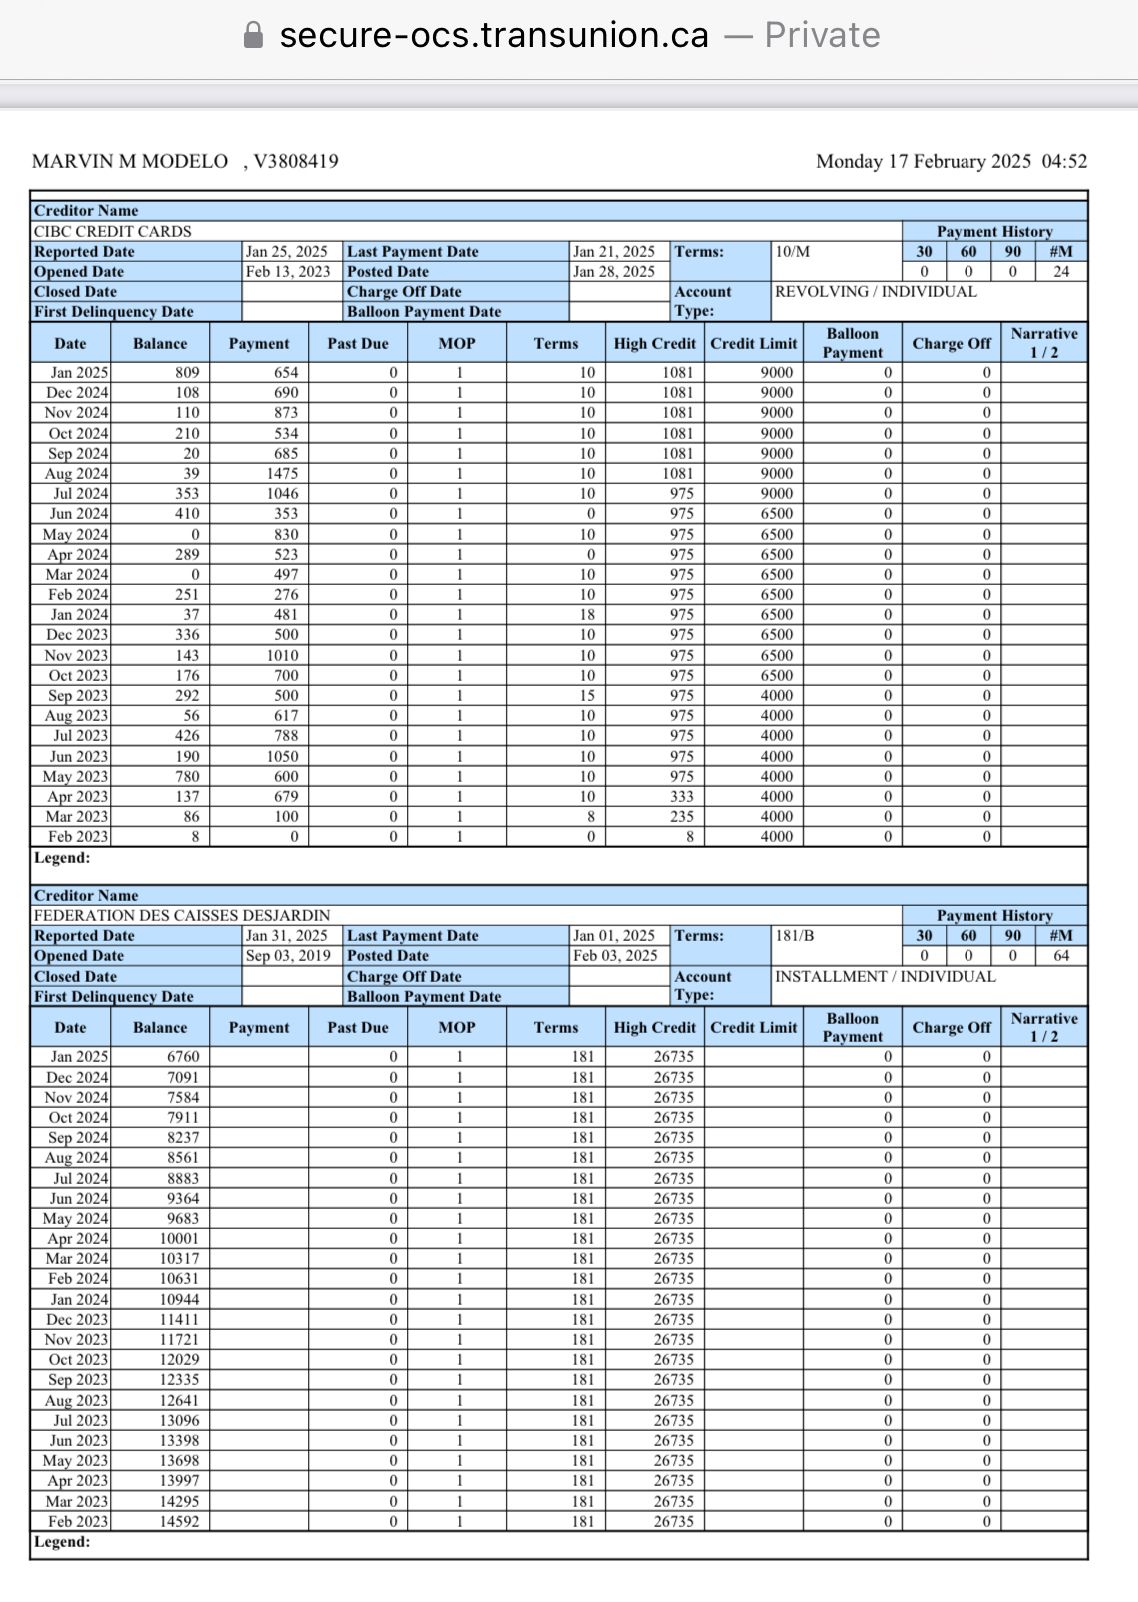 secure-ocs.transunion.ca — Private
MARVIN M MODELO , V3808419 Monday 17 February 2025 04:52
Creditor Name
CIBC CREDIT CARDS Payment History
Reported Date Jan 25, 2025 Last Payment Date Jan 21, 2025 Terms: 10/M 30 60 90 #M
Opened Date Feb 13, 2023 Posted Date Jan 28, 2025 0 0 0 24
Closed Date Charge Off Date Account REVOLVING / INDIVIDUAL
First Delinquency Date Balloon Payment Date Type:
Date Balance Payment Past Due MOP Terms High Credit Credit Limit Balloon Payment Charge Off Narrative 1 / 2
Jan 2025 809 654 0 1 10 1081 9000 0 0
Dec 2024 108 690 0 1 10 1081 9000 0 0
Nov 2024 110 873 0 1 10 1081 9000 0 0
Oct 2024 210 534 0 1 10 1081 9000 0 0
Sep 2024 20 685 0 1 10 1081 9000 0 0
Aug 2024 39 1475 0 1 10 1081 9000 0 0
Jul 2024 353 1046 0 1 10 975 9000 0 0
Jun 2024 410 353 0 1 0 975 6500 0 0
May 2024 0 830 0 1 10 975 6500 0 0
Apr 2024 289 523 0 1 0 975 6500 0 0
Mar 2024 0 497 0 1 10 975 6500 0 0
Feb 2024 251 276 0 1 10 975 6500 0 0
Jan 2024 37 481 0 1 18 975 6500 0 0
Dec 2023 336 500 0 1 10 975 6500 0 0
Nov 2023 143 1010 0 1 10 975 6500 0 0
Oct 2023 176 700 0 1 10 975 6500 0 0
Sep 2023 292 500 0 1 15 975 4000 0 0
Aug 2023 56 617 0 1 10 975 4000 0 0
Jul 2023 426 788 0 1 10 975 4000 0 0
Jun 2023 190 1050 0 1 10 975 4000 0 0
May 2023 780 600 0 1 10 975 4000 0 0
Apr 2023 137 679 0 1 10 333 4000 0 0
Mar 2023 86 100 0 1 8 235 4000 0 0
Feb 2023 8 0 0 1 0 8 4000 0 0
Legend:
Creditor Name
FEDERATION DES CAISSES DESJARDIN Payment History
Reported Date Jan 31, 2025 Last Payment Date Jan 01, 2025 Terms: 181/B 30 60 90 #M
Opened Date Sep 03, 2019 Posted Date Feb 03, 2025 0 0 0 64
Closed Date Charge Off Date Account INSTALLMENT / INDIVIDUAL
First Delinquency Date Balloon Payment Date Type:
Date Balance Payment Past Due MOP Terms High Credit Credit Limit Balloon Payment Charge Off Narrative 1 / 2
Jan 2025 6760 0 1 181 26735 0 0
Dec 2024 7091 0 1 181 26735 0 0
Nov 2024 7584 0 1 181 26735 0 0
Oct 2024 7911 0 1 181 26735 0 0
Sep 2024 8237 0 1 181 26735 0 0
Aug 2024 8561 0 1 181 26735 0 0
Jul 2024 8883 0 1 181 26735 0 0
Jun 2024 9364 0 1 181 26735 0 0
May 2024 9683 0 1 181 26735 0 0
Apr 2024 10001 0 1 181 26735 0 0
Mar 2024 10317 0 1 181 26735 0 0
Feb 2024 10631 0 1 181 26735 0 0
Jan 2024 10944 0 1 181 26735 0 0
Dec 2023 11411 0 1 181 26735 0 0
Nov 2023 11721 0 1 181 26735 0 0
Oct 2023 12029 0 1 181 26735 0 0
Sep 2023 12335 0 1 181 26735 0 0
Aug 2023 12641 0 1 181 26735 0 0
Jul 2023 13096 0 1 181 26735 0 0
Jun 2023 13398 0 1 181 26735 0 0
May 2023 13698 0 1 181 26735 0 0
Apr 2023 13997 0 1 181 26735 0 0
Mar 2023 14295 0 1 181 26735 0 0
Feb 2023 14592 0 1 181 26735 0 0
Legend: